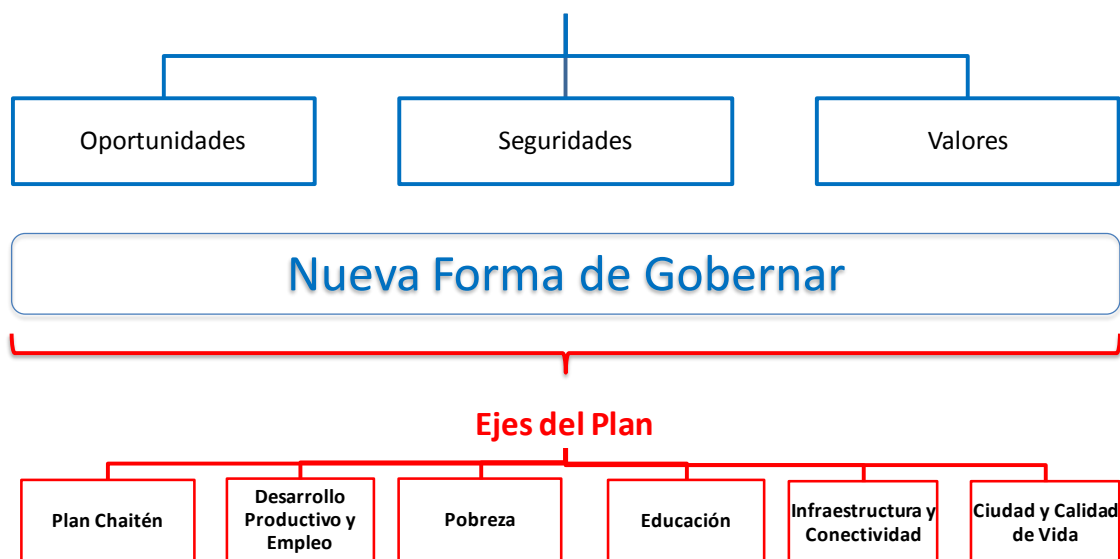 Oportunidades
Seguridades
Valores
Nueva Forma de Gobernar
Ejes del Plan
Plan Chaitén
Desarrollo
Productivo y
Empleo
Pobreza
Educación
Infraestructura y
Conectividad
Ciudad y Calidad
de Vida